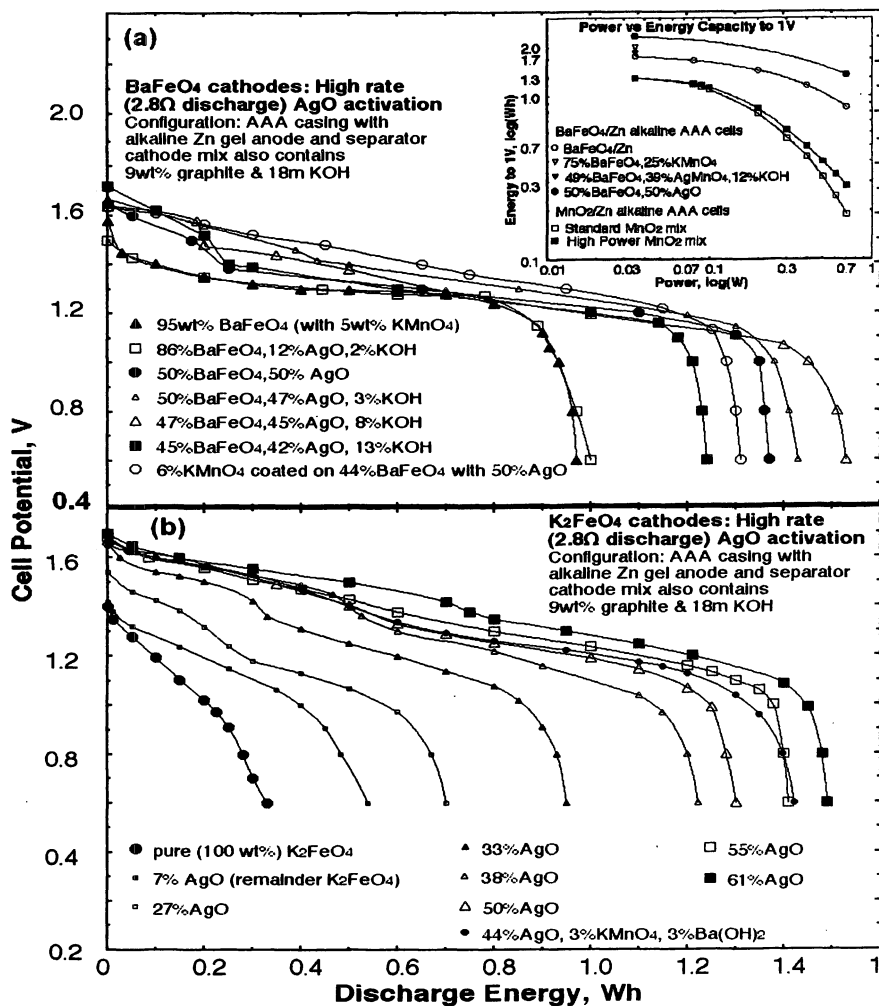 (a)
BaFeO4 cathodes: High rate
(2.8Ω discharge) AgO activation
Configuration: AAA casing with
alkaline Zn gel anode and separator
cathode mix also contains
9wt% graphite & 18m KOH
Power vs Energy Capacity to 1V
2.0
1.7
1.3
1.0
0.7
0.3
0.1
Energy to 1V, log(Wh)
BaFeO4/Zn alkaline AAA cells
BaFeO4/Zn
75%BaFeO4,25%KMnO4
49%BaFeO4,39%AgMnO4,12%KOH
50%BaFeO4,50%AgO
MnO2/Zn alkaline AAA cells
Standard MnO2 mix
High Power MnO2 mix
0.01
0.03
0.07
0.1
0.3
0.7
1
Power, log(W)
2.0
1.6
1.2
0.8
0.4
95wt% BaFeO4 (with 5wt% KMnO4)
86%BaFeO4,12%AgO,2%KOH
50%BaFeO4,50% AgO
50%BaFeO4,47%AgO, 3%KOH
47%BaFeO4,45%AgO, 8%KOH
45%BaFeO4,42%AgO, 13%KOH
6%KMnO4 coated on 44%BaFeO4 with 50%AgO
Cell Potential, V
(b)
K2FeO4 cathodes: High rate
(2.8Ω discharge) AgO activation
Configuration: AAA casing with
alkaline Zn gel anode and separator
cathode mix also contains
9wt% graphite & 18m KOH
1.6
1.2
0.8
0.4
0.2
pure (100 wt%) K2FeO4
7% AgO (remainder K2FeO4)
27%AgO
33%AgO
38%AgO
50%AgO
44%AgO, 3%KMnO4, 3%Ba(OH)2
55%AgO
61%AgO
0
0.2
0.4
0.6
0.8
1.0
1.2
1.4
1.6
Discharge Energy, Wh